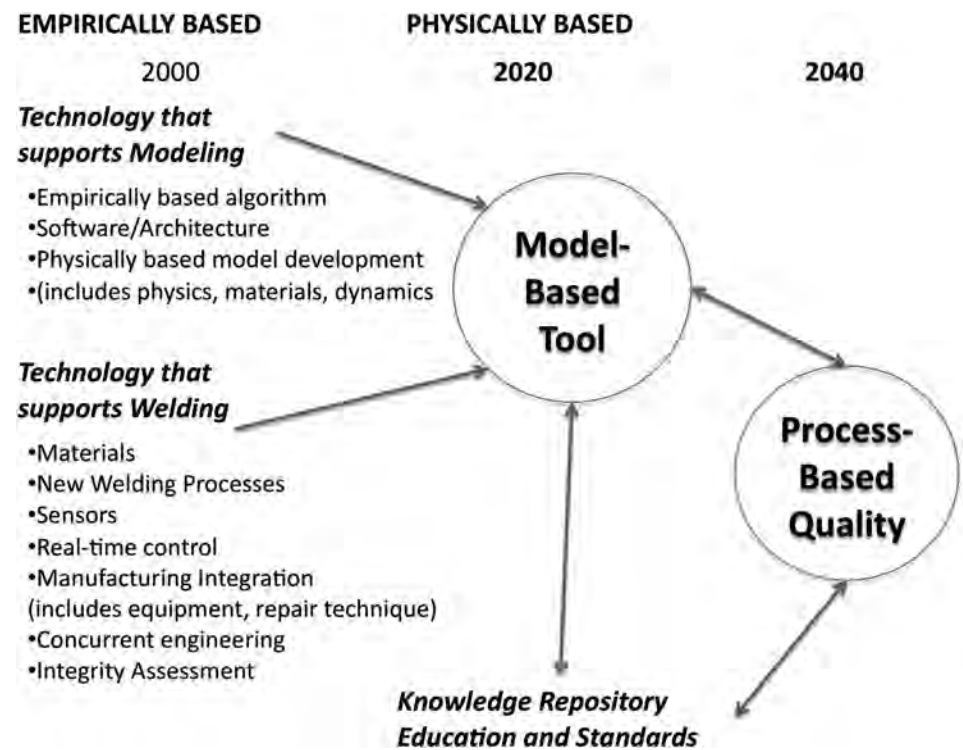 EMPIRICALLY BASED
PHYSICALLY BASED
2000
2020
2040
Technology that
supports Modeling
•Empirically based algorithm
•Software/Architecture
•Physically based model development
•(includes physics, materials, dynamics
Technology that
supports Welding
•Materials
•New Welding Processes
•Sensors
•Real-time control
•Manufacturing Integration
(includes equipment, repair technique)
•Concurrent engineering
•Integrity Assessment
Model-
Based
Tool
Process-
Based
Quality
Knowledge Repository
Education and Standards